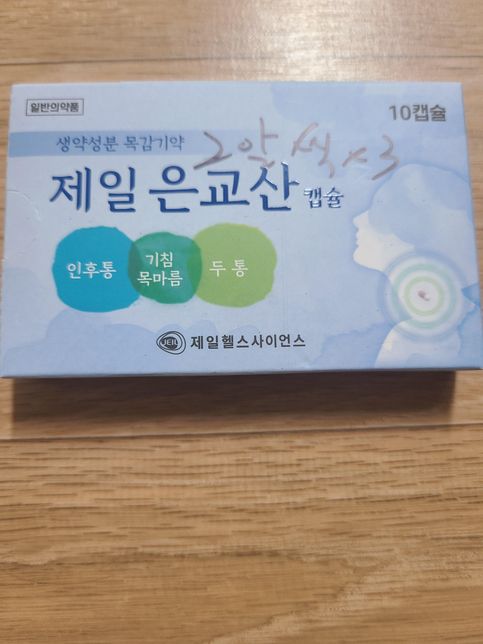 일반의약품
10캡슐
생약성분 목감기약
2알씩 x3
제일 은교산 캡슐
인후통
기침
목마름
두통
JEIL 제일헬스사이언스